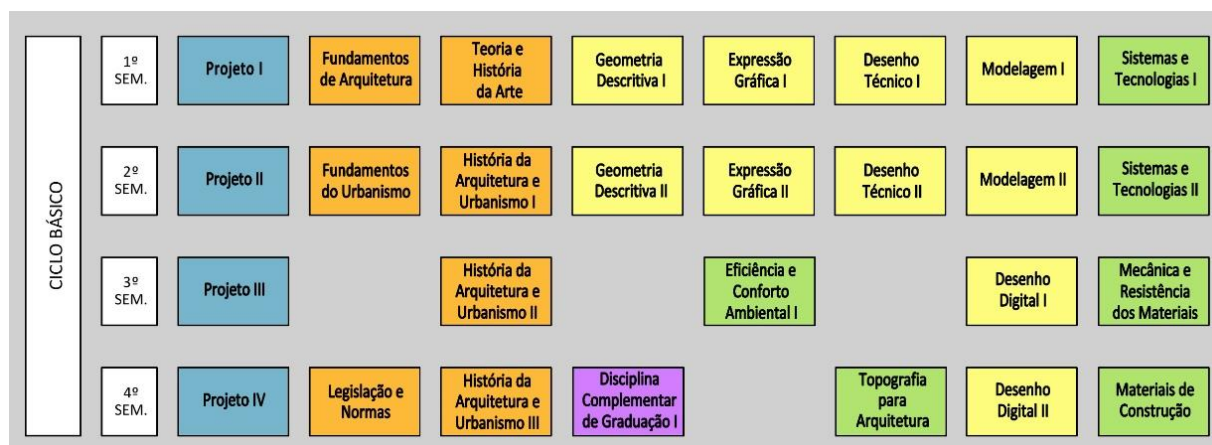 CICLO BÁSICO
1º
SEM.
Projeto I
Fundamentos
de Arquitetura
Teoria e
História
da Arte
Geometria
Descritiva I
Expressão
Gráfica I
Desenho
Técnico I
Modelagem I
Sistemas e
Tecnologias I
2º
SEM.
Projeto II
Fundamentos
do Urbanismo
História da
Arquitetura e
Urbanismo I
Geometria
Descritiva II
Expressão
Gráfica II
Desenho
Técnico II
Modelagem II
Sistemas e
Tecnologias II
3º
SEM.
Projeto III
História da
Arquitetura e
Urbanismo II
Eficiência e
Conforto
Ambiental I
Desenho
Digital I
Mecânica e
Resistência
dos Materiais
4º
SEM.
Projeto IV
Legislação e
Normas
História da
Arquitetura e
Urbanismo III
Disciplina
Complementar
de Graduação I
Topografia
para
Arquitetura
Desenho
Digital II
Materiais de
Construção